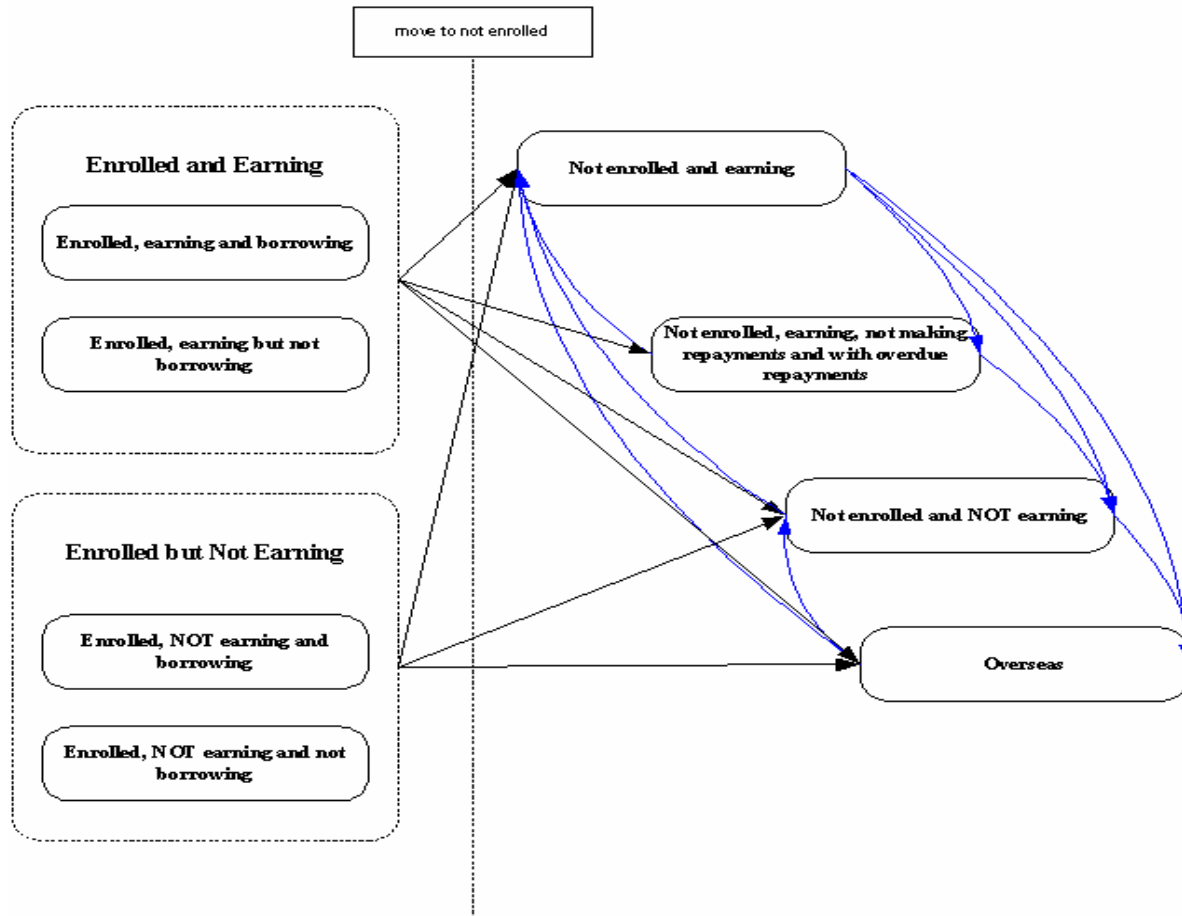 move to not enrolled
Enrolled and Earning
Enrolled, earning and borrowing
Enrolled, earning but not
borrowing
Enrolled but Not Earning
Enrolled, NOT earning and
borrowing
Enrolled, NOT earning and not
borrowing
Not enrolled and earning
Not enrolled, earning, not making
repayments and with overdue
repayments
Not enrolled and NOT earning
Overseas